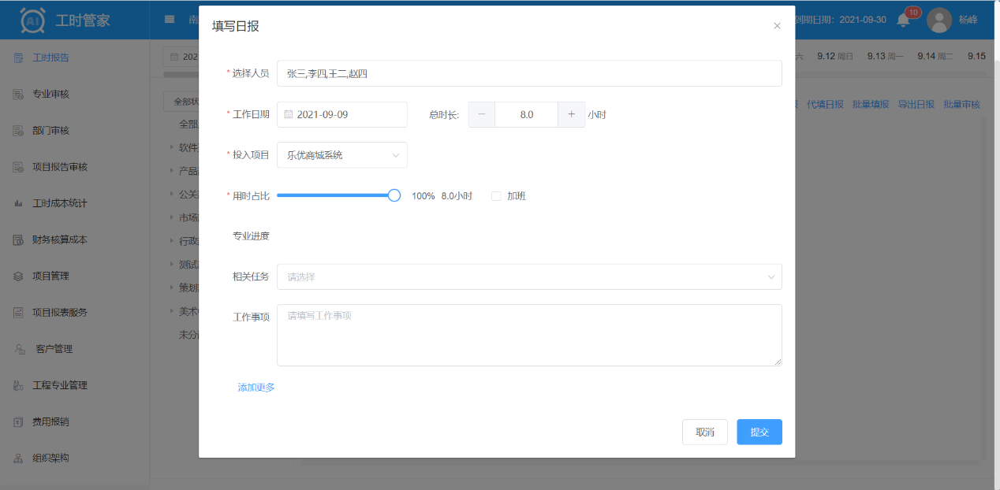 AI 工时管家
南
到期日期：2021-09-30
10
杨峰
填写日报
工时报告
专业审核
部门审核
项目报告审核
工时成本统计
财务核算成本
项目管理
项目报表服务
客户管理
工程专业管理
费用报销
组织架构
202
9.12 周日
9.13 周一
9.14 周二
9.15
代填日报
批量填报
导出日报
批量审核
全部状
全部
软件
产品
公关
市场
行政
测试
策划
美术
未分
* 选择人员
张三,李四,王二,赵四
* 工作日期
2021-09-09
总时长:
8.0
小时
* 投入项目
乐优商城系统
* 用时占比
100% 8.0小时
加班
专业进度
相关任务
请选择
工作事项
请填写工作事项
添加更多
取消
提交